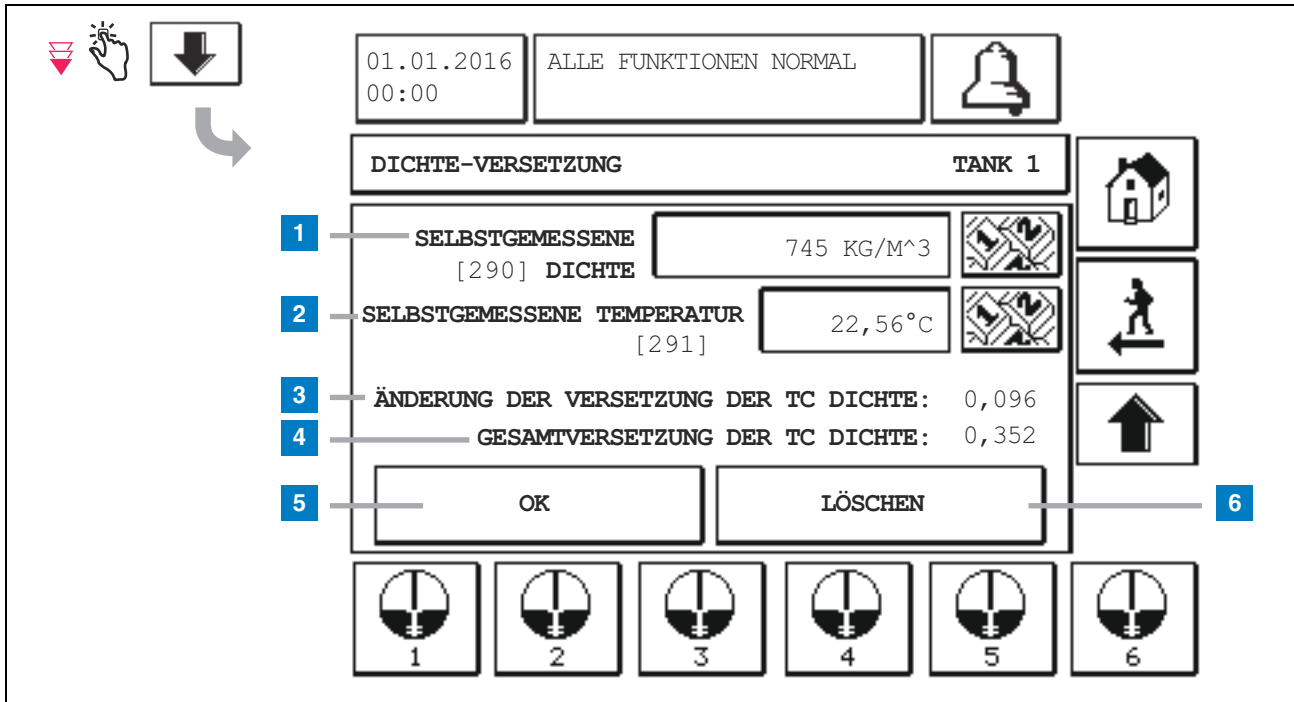 01.01.2016
00:00
ALLE FUNKTIONEN NORMAL
DICHTE-VERSETZUNG TANK 1
1
SELBSTGEMESSENE
[290] DICHTE
745 KG/M^3
2
SELBSTGEMESSENE TEMPERATUR
[291]
22,56°C
3
ÄNDERUNG DER VERSETZUNG DER TC DICHTE: 0,096
4
GESAMTVERSETZUNG DER TC DICHTE: 0,352
5
OK
LÖSCHEN
6
1 2 3 4 5 6